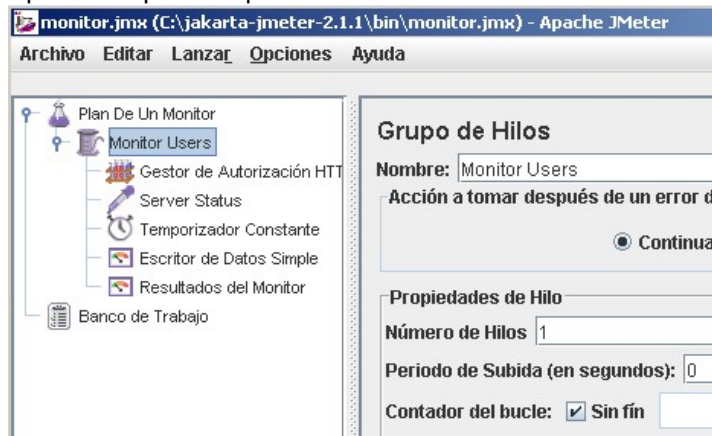 monitor.jmx (C:\jakarta-jmeter-2.1.1\bin\monitor.jmx) - Apache JMeter
Archivo Editar Lanzar Opciones Ayuda
Plan De Un Monitor
Monitor Users
Gestor de Autorización HTT
Server Status
Temporizador Constante
Escritor de Datos Simple
Resultados del Monitor
Banco de Trabajo
Grupo de Hilos
Nombre: Monitor Users
Acción a tomar después de un error d
Continua
Propiedades de Hilo
Número de Hilos 1
Periodo de Subida (en segundos): 0
Contador del bucle: Sin fín